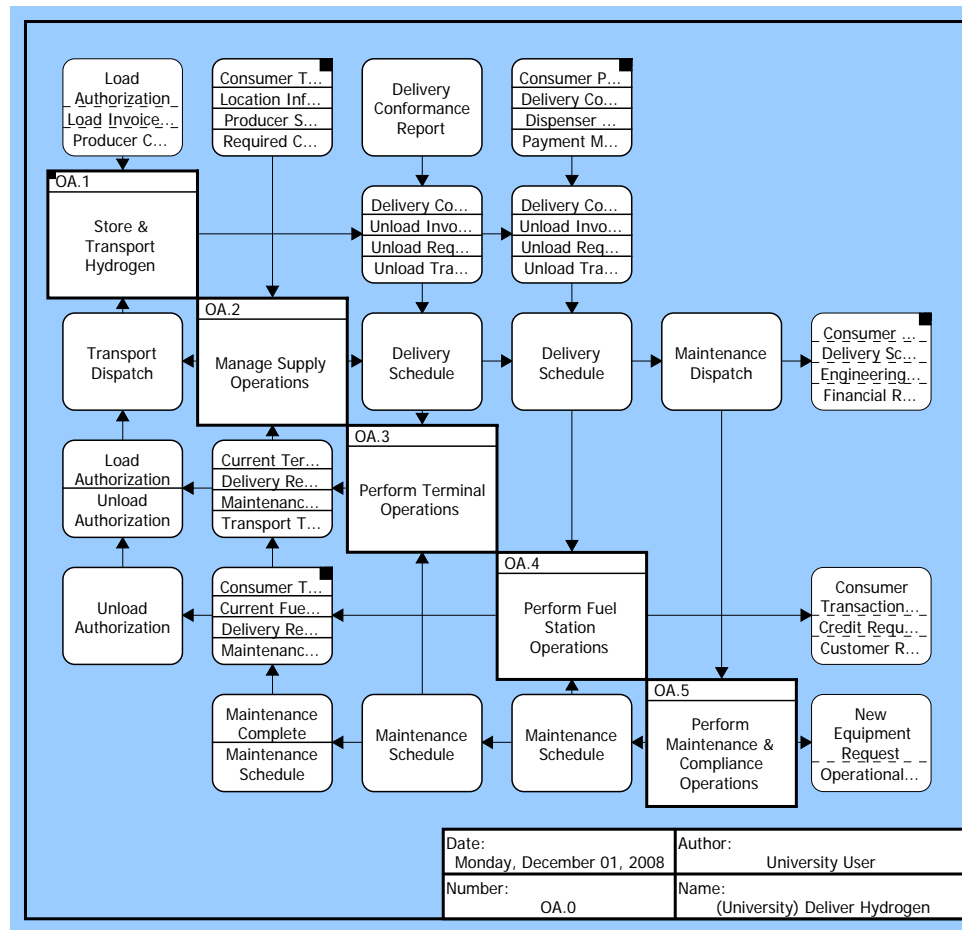 Load
Authorization
Load Invoice...
Producer C...
Consumer T...
Location Inf...
Producer S...
Required C...
Delivery
Conformance
Report
Consumer P...
Delivery Co...
Dispenser ...
Payment M...
OA.1
Store &
Transport
Hydrogen
Delivery Co...
Unload Invo...
Unload Req...
Unload Tra...
Delivery Co...
Unload Invo...
Unload Req...
Unload Tra...
Transport
Dispatch
OA.2
Manage Supply
Operations
Delivery
Schedule
Delivery
Schedule
Maintenance
Dispatch
Consumer ...
Delivery Sc...
Engineering...
Financial R...
Load
Authorization
Unload
Authorization
Current Ter...
Delivery Re...
Maintenanc...
Transport T...
OA.3
Perform Terminal
Operations
Unload
Authorization
Consumer T...
Current Fue...
Delivery Re...
Maintenanc...
OA.4
Perform Fuel
Station
Operations
Consumer
Transaction...
Credit Requ...
Customer R...
Maintenance
Complete
Maintenance
Schedule
Maintenance
Schedule
Maintenance
Schedule
OA.5
Perform
Maintenance &
Compliance
Operations
New
Equipment
Request
Operational...
Date:
Monday, December 01, 2008
Author:
University User
Number:
OA.0
Name:
(University) Deliver Hydrogen